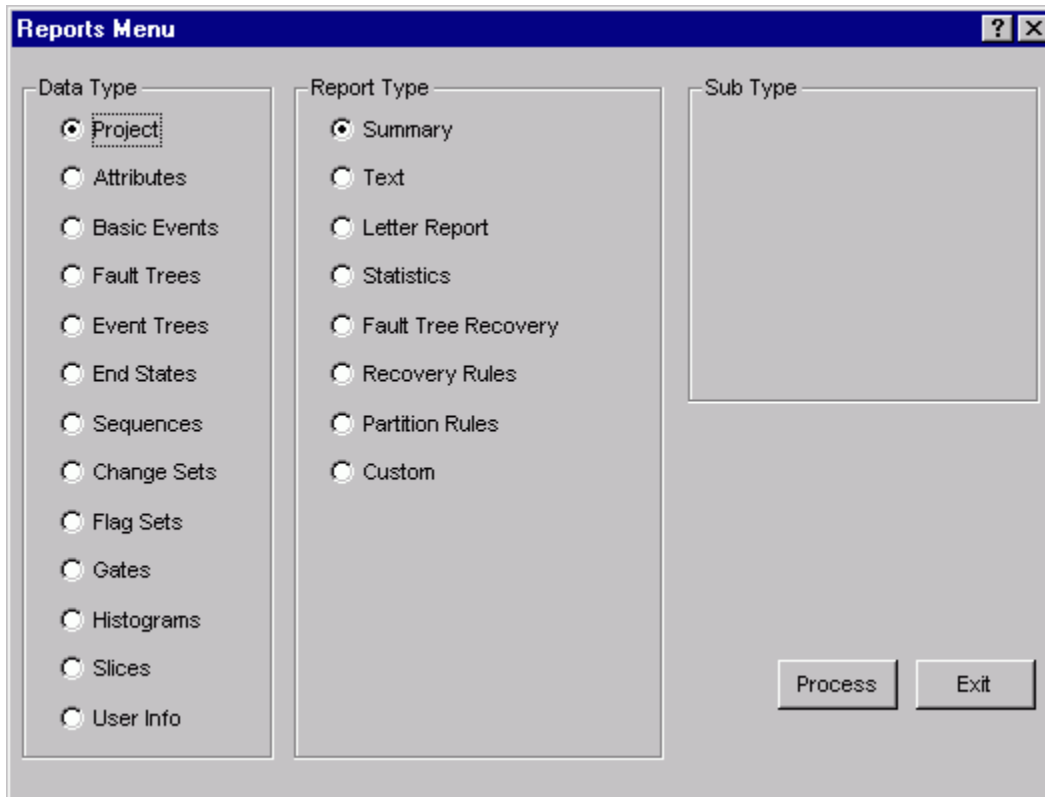 Reports Menu
Data Type
Project
Attributes
Basic Events
Fault Trees
Event Trees
End States
Sequences
Change Sets
Flag Sets
Gates
Histograms
Slices
User Info
Report Type
Summary
Text
Letter Report
Statistics
Fault Tree Recovery
Recovery Rules
Partition Rules
Custom
Sub Type
Process
Exit